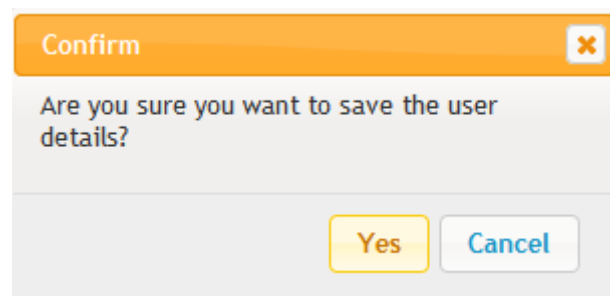 Confirm
Are you sure you want to save the user
details?
Yes
Cancel